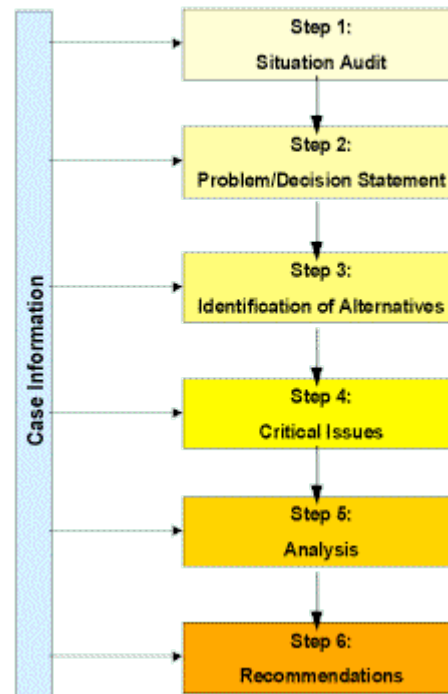 Case Information
Step 1:
Situation Audit
Step 2:
Problem/Decision Statement
Step 3:
Identification of Alternatives
Step 4:
Critical Issues
Step 5:
Analysis
Step 6:
Recommendations